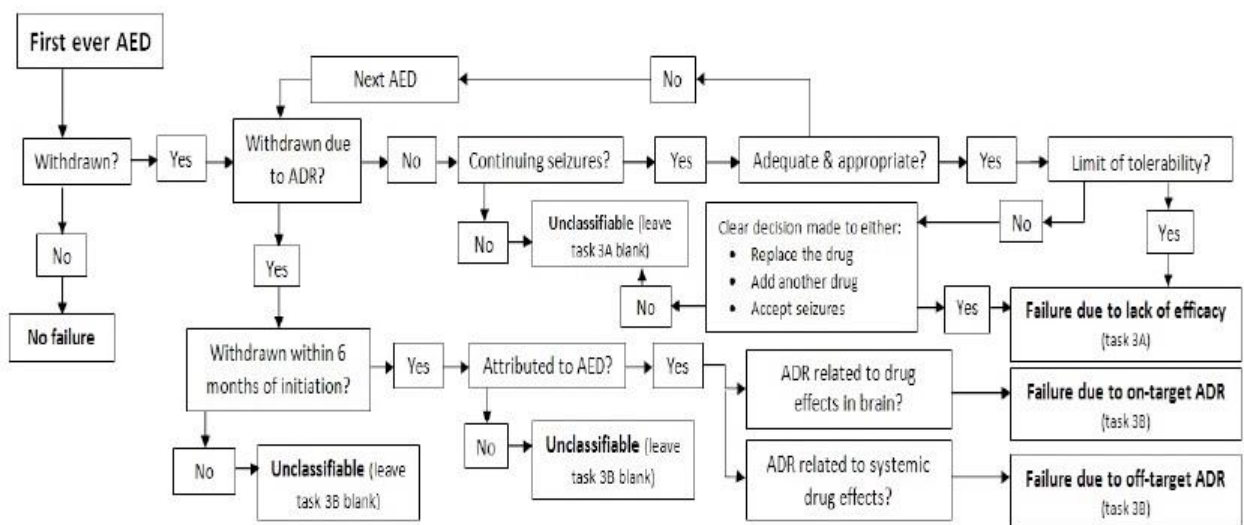 First ever AED
Next AED
No
Withdrawn?
Yes
Withdrawn due
to ADR?
No
Continuing seizures?
Yes
Adequate & appropriate?
Yes
Limit of tolerability?
No
No failure
Yes
No
Unclassifiable (leave
task 3A blank)
No
Clear decision made to either:
• Replace the drug
• Add another drug
• Accept seizures
No
Yes
Yes
Failure due to lack of efficacy
(task 3A)
Withdrawn within 6
months of initiation?
Yes
Attributed to AED?
Yes
ADR related to drug
effects in brain?
Failure due to on-target ADR
(task 3B)
No
Unclassifiable (leave
task 3B blank)
No
Unclassifiable (leave
task 3B blank)
ADR related to systemic
drug effects?
Failure due to off-target ADR
(task 3B)